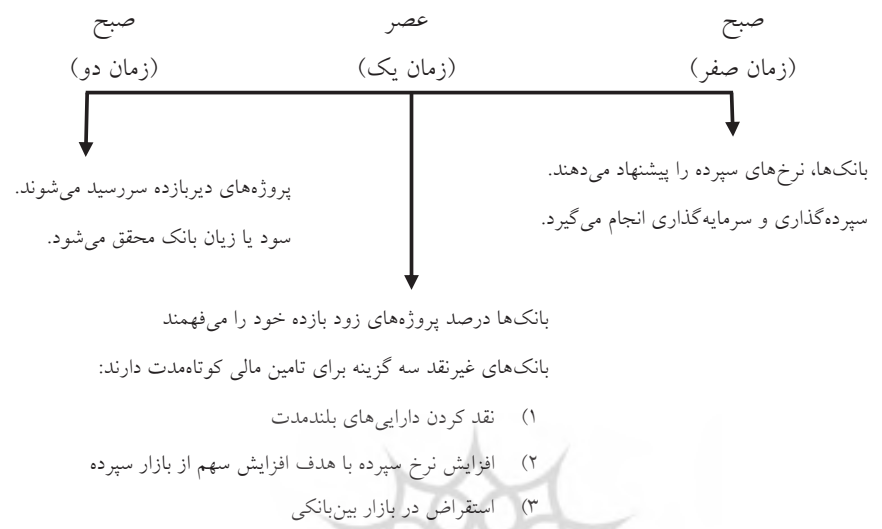 صبح عصر صبح
(زمان صفر) (زمان یک) (زمان دو)
بانک‌ها، نرخ‌های سپرده را پیشنهاد می‌دهند.
سپرده‌گذاری و سرمایه‌گذاری انجام می‌گیرد.
پروژه‌های دیربازده سررسید می‌شوند.
سود یا زیان بانک محقق می‌شود.
بانک‌ها درصد پروژه‌های زود بازده خود را می‌فهمند
بانک‌های غیرنقد سه گزینه برای تامین مالی کوتاه‌مدت دارند:
۱) نقد کردن دارایی‌های بلندمدت
۲) افزایش نرخ سپرده با هدف افزایش سهم از بازار سپرده
۳) استقراض در بازار بین‌بانکی